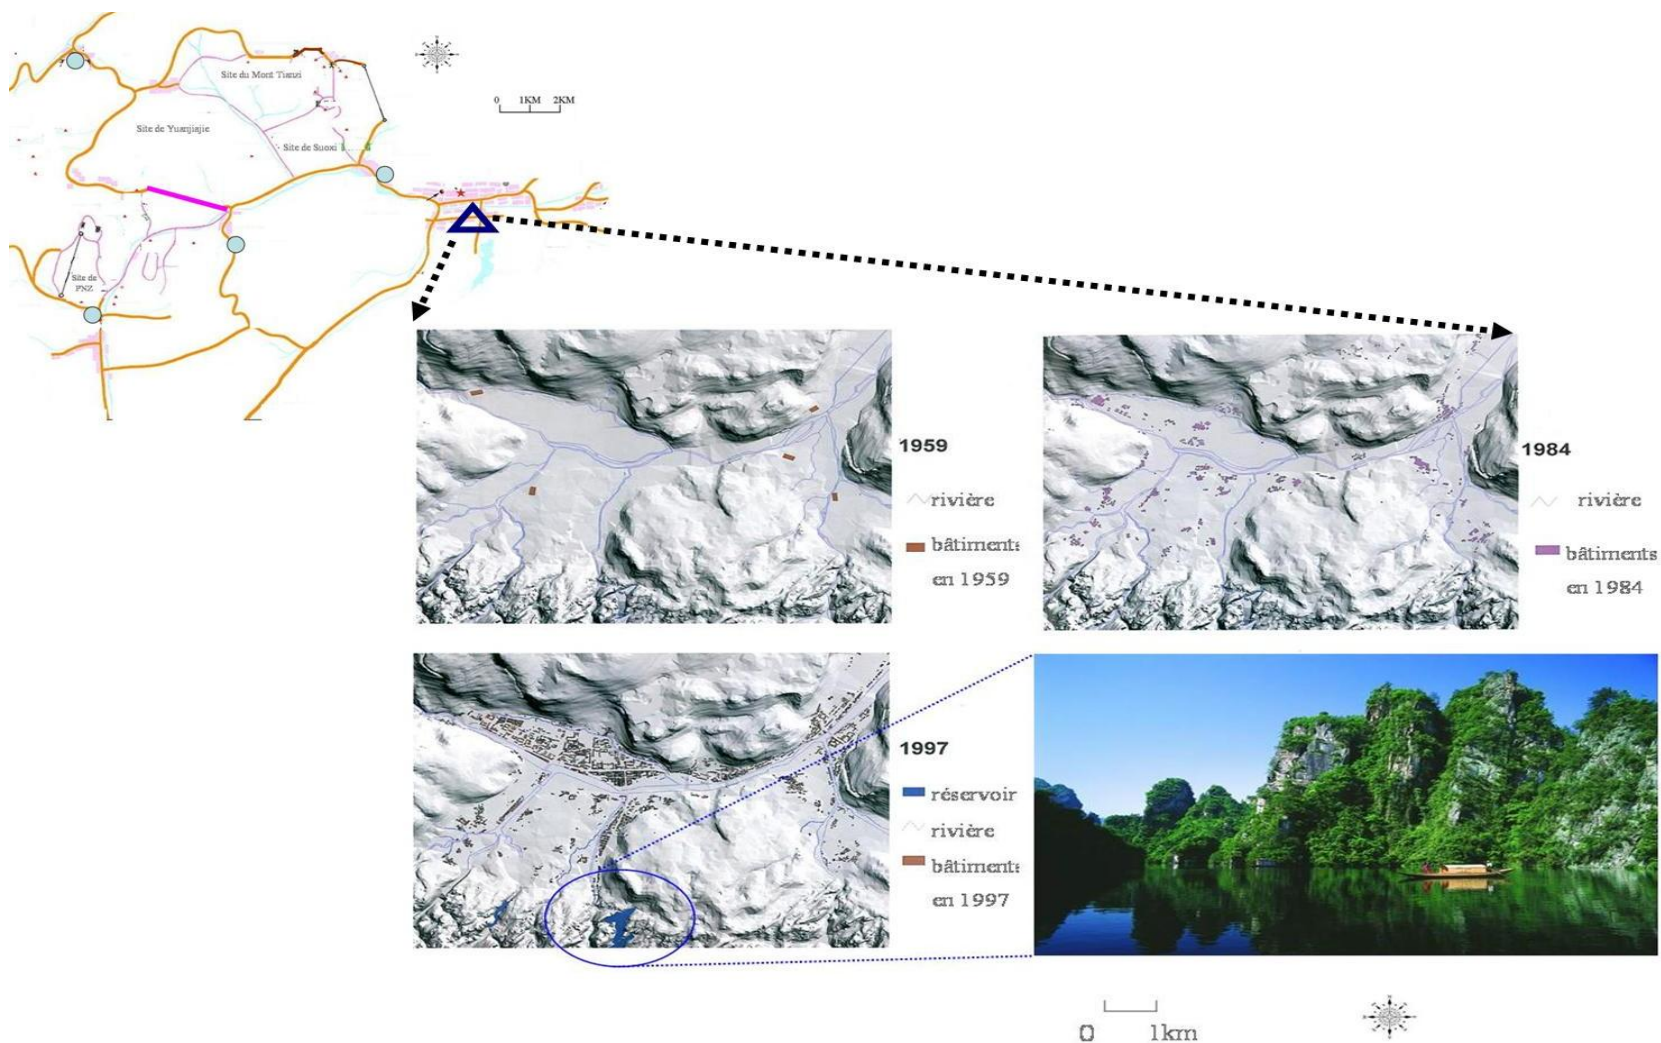 Site du Mont Tianzi
0 1KM 2KM
Site de Yuanjiajie
Site de Suoxi
Site de
PNZ
1959
rivière
bâtiments
en 1959
1984
rivière
bâtiments
en 1984
1997
réservoir
rivière
bâtiments
en 1997
0 1km